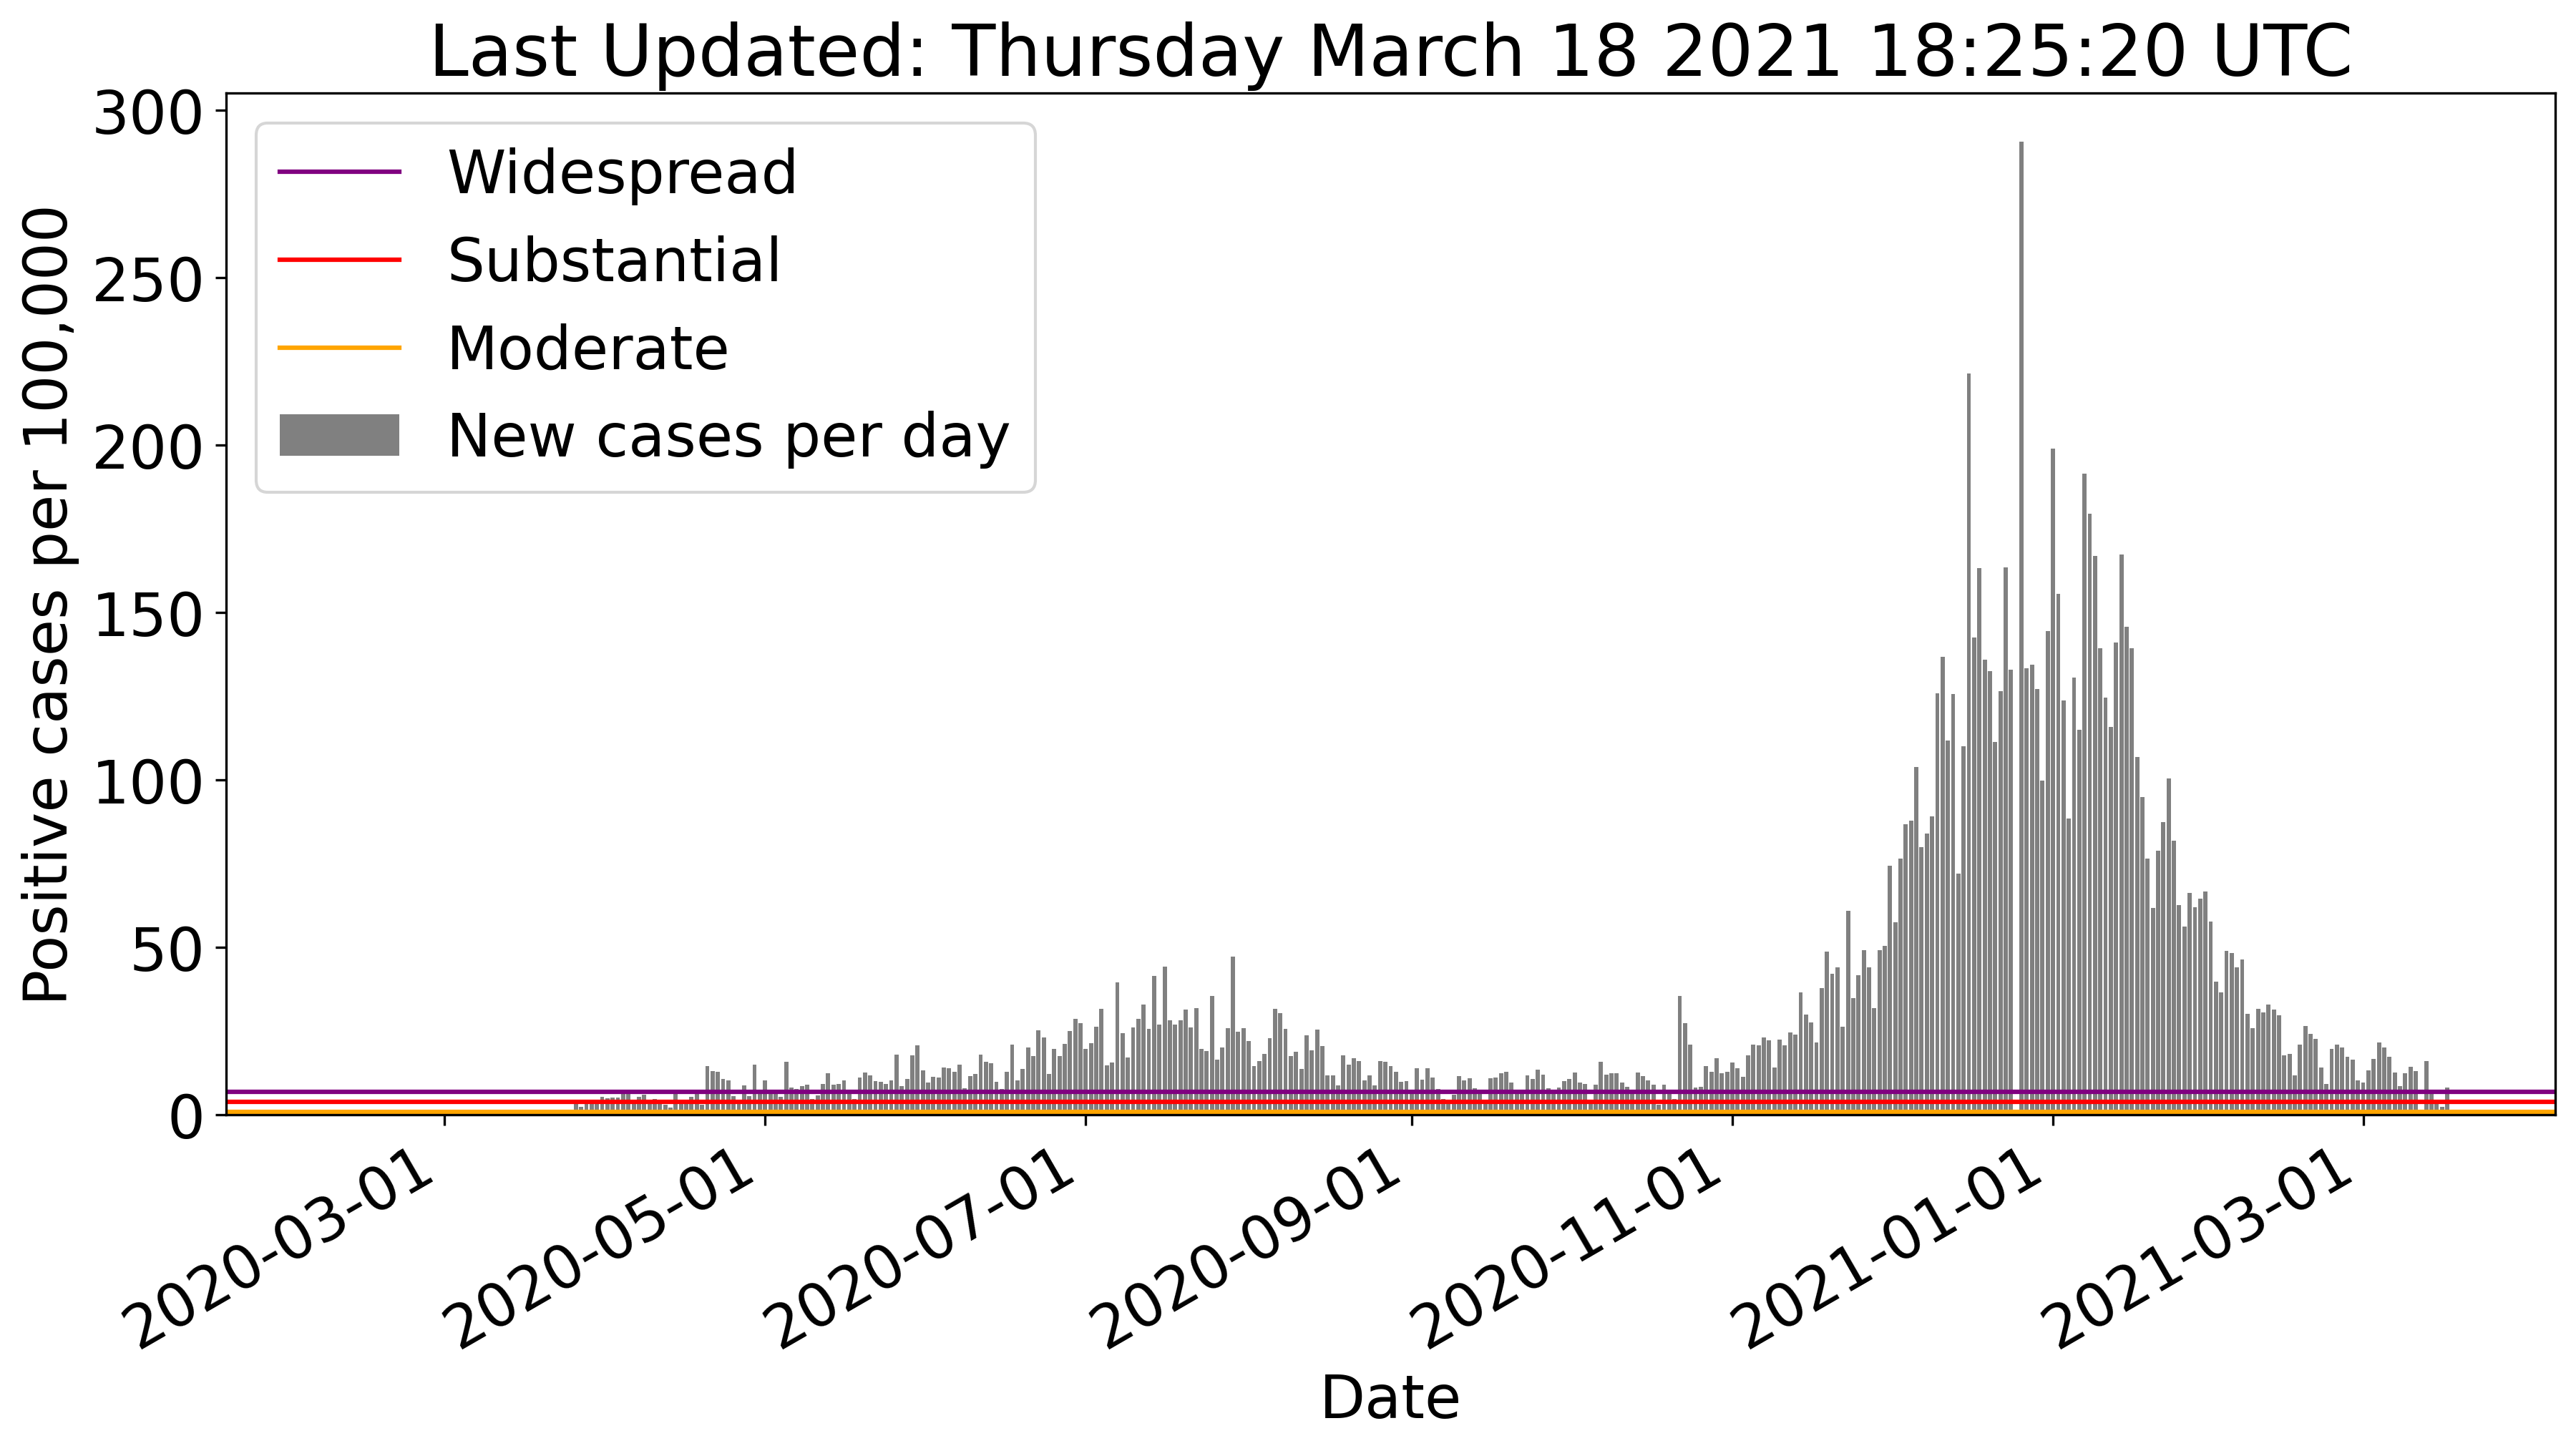 Last Updated: Thursday March 18 2021 18:25:20 UTC
Positive cases per 100,000
300
250
200
150
100
50
0
Widespread
Substantial
Moderate
New cases per day
2020-03-01
2020-05-01
2020-07-01
2020-09-01
2020-11-01
2021-01-01
2021-03-01
Date